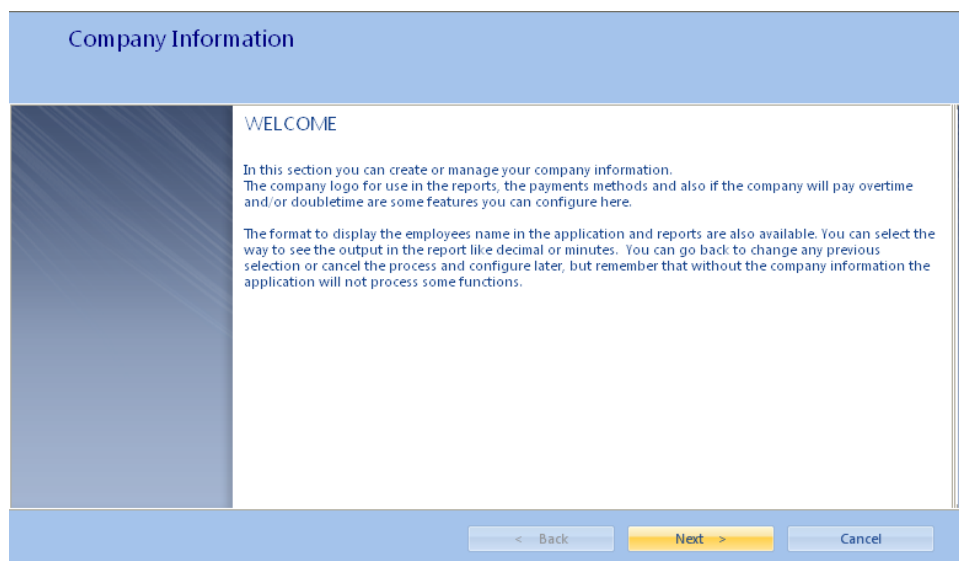 Company Information
WELCOME
In this section you can create or manage your company information.
The company logo for use in the reports, the payments methods and also if the company will pay overtime
and/or doubletime are some features you can configure here.
The format to display the employees name in the application and reports are also available. You can select the
way to see the output in the report like decimal or minutes.  You can go back to change any previous
selection or cancel the process and configure later, but remember that without the company information the
application will not process some functions.
< Back Next > Cancel